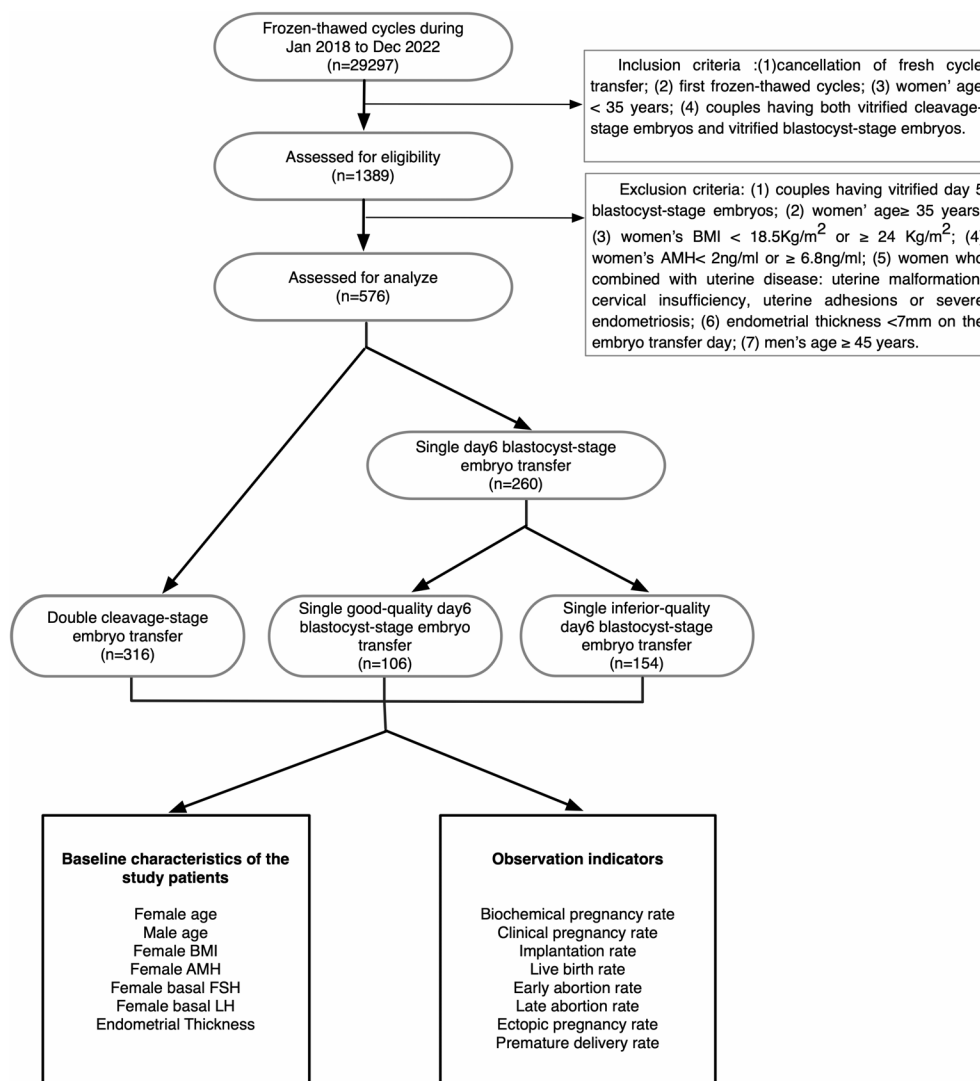 Frozen-thawed cycles during
Jan 2018 to Dec 2022
(n=29297)
Inclusion criteria :(1)cancellation of fresh cycle
transfer; (2) first frozen-thawed cycles; (3) women' age
< 35 years; (4) couples having both vitrified cleavage-
stage embryos and vitrified blastocyst-stage embryos.
Assessed for eligibility
(n=1389)
Exclusion criteria: (1) couples having vitrified day 5
blastocyst-stage embryos; (2) women' age≥ 35 years
(3) women's BMI < 18.5Kg/m² or ≥ 24 Kg/m²; (4
women's AMH< 2ng/ml or ≥ 6.8ng/ml; (5) women who
combined with uterine disease: uterine malformation
cervical insufficiency, uterine adhesions or severe
endometriosis; (6) endometrial thickness <7mm on the
embryo transfer day; (7) men's age ≥ 45 years.
Assessed for analyze
(n=576)
Single day6 blastocyst-stage
embryo transfer
(n=260)
Double cleavage-stage
embryo transfer
(n=316)
Single good-quality day6
blastocyst-stage embryo
transfer
(n=106)
Single inferior-quality
day6 blastocyst-stage
embryo transfer
(n=154)
Baseline characteristics of the
study patients
Female age
Male age
Female BMI
Female AMH
Female basal FSH
Female basal LH
Endometrial Thickness
Observation indicators
Biochemical pregnancy rate
Clinical pregnancy rate
Implantation rate
Live birth rate
Early abortion rate
Late abortion rate
Ectopic pregnancy rate
Premature delivery rate